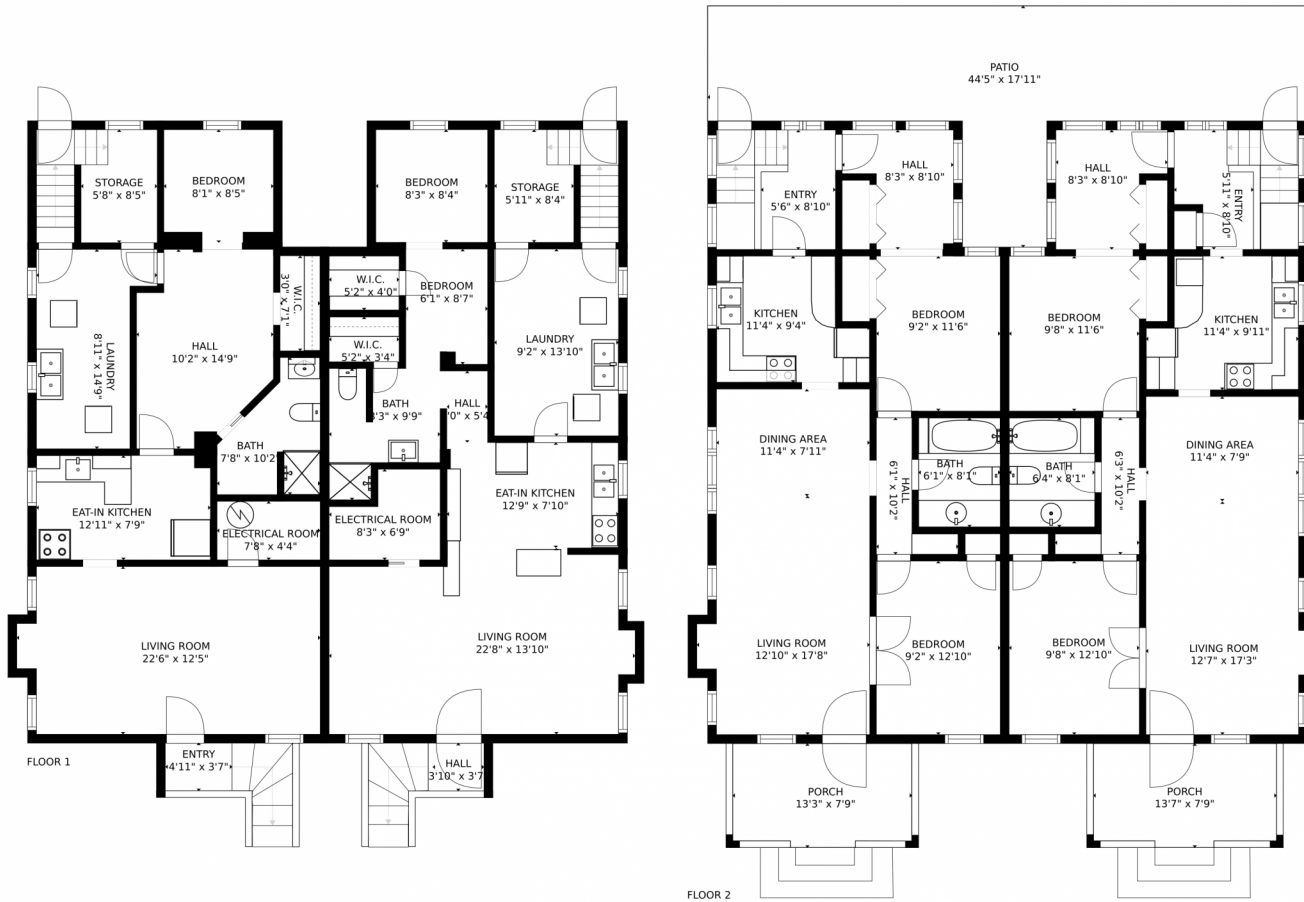 PATIO
44'5" x 17'11"
STORAGE
5'8" x 8'5"
BEDROOM
8'1" x 8'5"
BEDROOM
8'3" x 8'4"
STORAGE
5'11" x 8'4"
W.I.C.
3'0" x 7'1"
W.I.C.
5'2" x 4'0"
BEDROOM
6'1" x 8'7"
W.I.C.
5'2" x 3'4"
LAUNDRY
8'11" x 14'9"
HALL
10'2" x 14'9"
LAUNDRY
9'2" x 13'10"
BATH
7'8" x 10'2"
BATH
8'3" x 9'9"
HALL
'0" x 5'4
EAT-IN KITCHEN
12'11" x 7'9"
ELECTRICAL ROOM
7'8" x 4'4"
ELECTRICAL ROOM
8'3" x 6'9"
EAT-IN KITCHEN
12'9" x 7'10"
LIVING ROOM
22'6" x 12'5"
LIVING ROOM
22'8" x 13'10"
ENTRY
4'11" x 3'7"
HALL
3'10" x 3'7
FLOOR 1
ENTRY
5'6" x 8'10"
HALL
8'3" x 8'10"
HALL
8'3" x 8'10"
ENTRY
5'11" x 8'10"
KITCHEN
11'4" x 9'4"
BEDROOM
9'2" x 11'6"
BEDROOM
9'8" x 11'6"
KITCHEN
11'4" x 9'11"
DINING AREA
11'4" x 7'11"
HALL
6'1" x 10'2"
BATH
6'1" x 8'1"
BATH
6'4" x 8'1"
HALL
6'3" x 10'2"
DINING AREA
11'4" x 7'9"
LIVING ROOM
12'10" x 17'8"
BEDROOM
9'2" x 12'10"
BEDROOM
9'8" x 12'10"
LIVING ROOM
12'7" x 17'3"
PORCH
13'3" x 7'9"
PORCH
13'7" x 7'9"
FLOOR 2